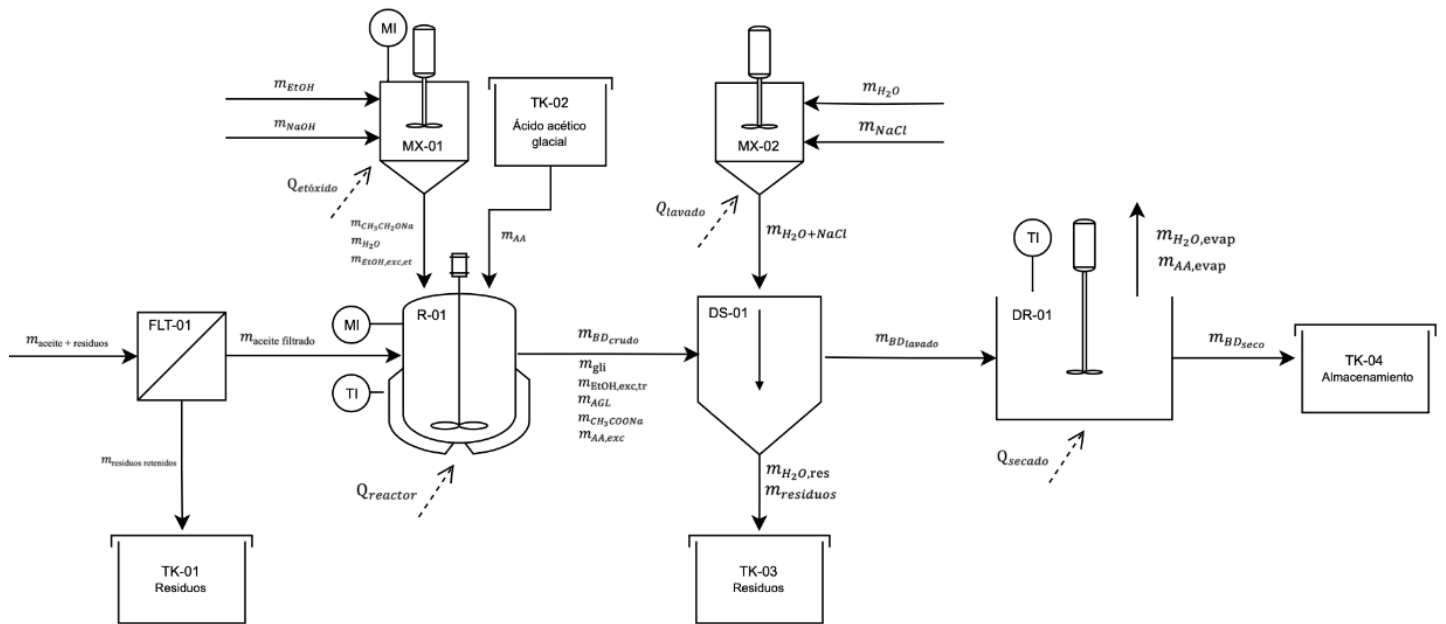 MI
m_EtOH
m_NaOH
MX-01
TK-02
Ácido acético
glacial
m_H₂O
m_NaCl
MX-02
Q_etóxido
m_CH₃CH₂ONa
m_H₂O
m_EtOH,exc,et
m_AA
Q_lavado
m_H₂O+NaCl
TI
m_H₂O,evap
m_AA,evap
FLT-01
m_aceite + residuos
m_aceite filtrado
MI
R-01
TI
m_BD_crudo
m_gli
m_EtOH,exc,tr
m_AGL
m_CH₃COONa
m_AA,exc
DS-01
m_BD_lavado
DR-01
m_BD_seco
TK-04
Almacenamiento
m_residuos retenidos
Q_reactor
m_H₂O,res
m_residuos
Q_secado
TK-01
Residuos
TK-03
Residuos